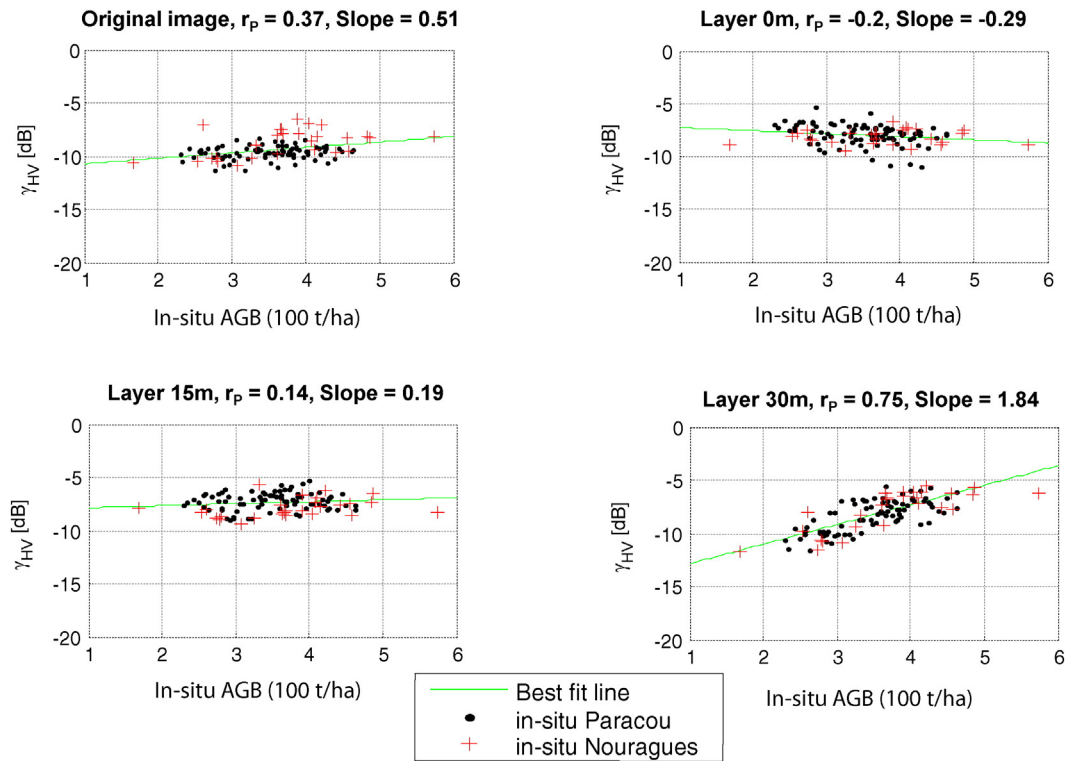 Original image, rP = 0.37, Slope = 0.51
0
-5
-10
-15
-20
γHV [dB]
1 2 3 4 5 6
In-situ AGB (100 t/ha)
Layer 0m, rP = -0.2, Slope = -0.29
0
-5
-10
-15
-20
γHV [dB]
1 2 3 4 5 6
In-situ AGB (100 t/ha)
Layer 15m, rP = 0.14, Slope = 0.19
0
-5
-10
-15
-20
γHV [dB]
1 2 3 4 5 6
In-situ AGB (100 t/ha)
Layer 30m, rP = 0.75, Slope = 1.84
0
-5
-10
-15
-20
γHV [dB]
1 2 3 4 5 6
In-situ AGB (100 t/ha)
Best fit line
in-situ Paracou
in-situ Nouragues